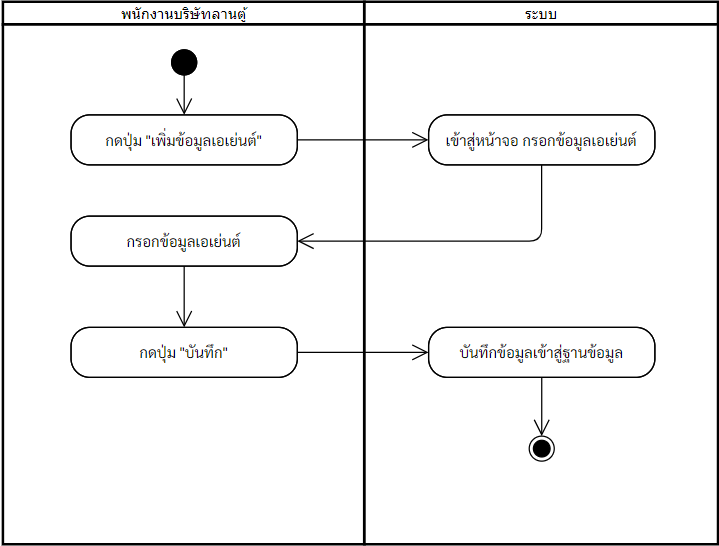 พนักงานบริษัทลานตู้
ระบบ
กดปุ่ม "เพิ่มข้อมูลเอเย่นต์"
เข้าสู่หน้าจอ กรอกข้อมูลเอเย่นต์
กรอกข้อมูลเอเย่นต์
กดปุ่ม "บันทึก"
บันทึกข้อมูลเข้าสู่ฐานข้อมูล